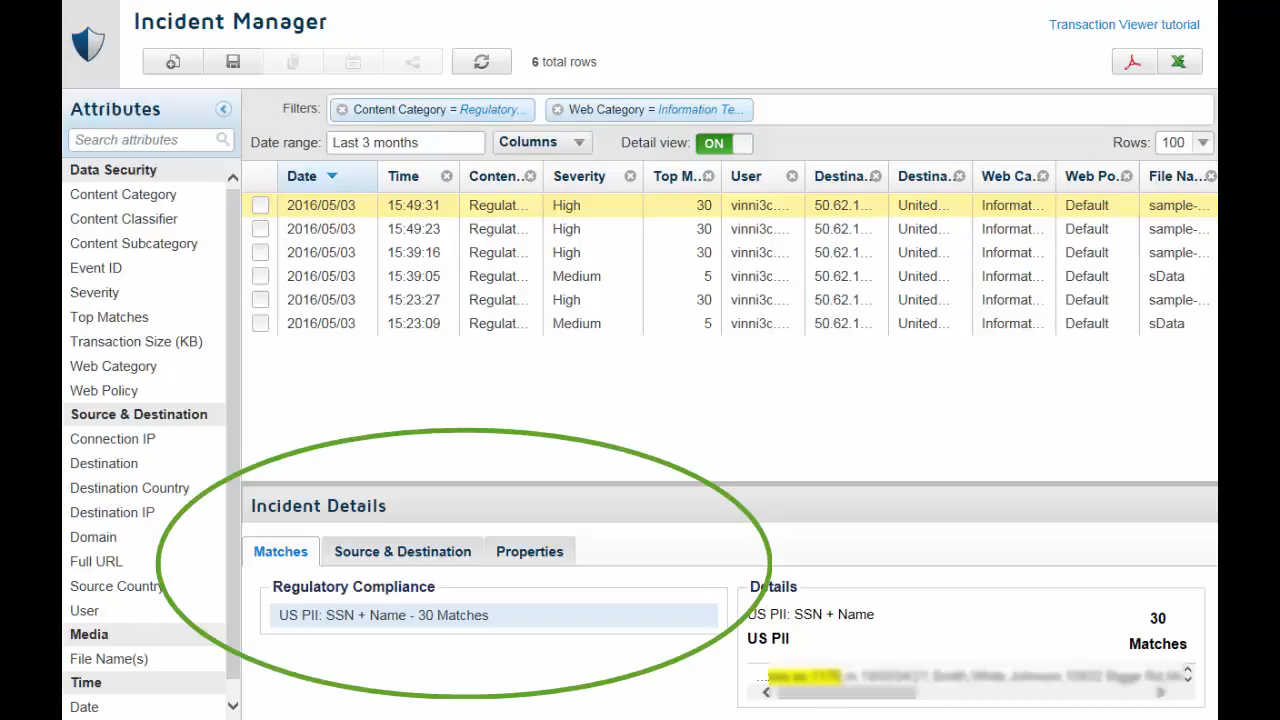 Incident Manager
Transaction Viewer tutorial
6 total rows
Attributes
Search attributes
Data Security
Content Category
Content Classifier
Content Subcategory
Event ID
Severity
Top Matches
Transaction Size (KB)
Web Category
Web Policy
Source & Destination
Connection IP
Destination
Destination Country
Destination IP
Domain
Full URL
Source Country
User
Media
File Name(s)
Time
Date
Filters: Content Category = Regulatory... Web Category = Information Te...
Date range: Last 3 months Columns Detail view: ON Rows: 100
Date Time Conten... Severity Top M... User Destina... Destina... Web Ca... Web Po... File Na...
2016/05/03 15:49:31 Regulat... High 30 vinni3c.... 50.62.1... United... Informat... Default sample-...
2016/05/03 15:49:23 Regulat... High 30 vinni3c.... 50.62.1... United... Informat... Default sample-...
2016/05/03 15:39:16 Regulat... High 30 vinni3c.... 50.62.1... United... Informat... Default sample-...
2016/05/03 15:39:05 Regulat... Medium 5 vinni3c.... 50.62.1... United... Informat... Default sData
2016/05/03 15:23:27 Regulat... High 30 vinni3c.... 50.62.1... United... Informat... Default sample-...
2016/05/03 15:23:09 Regulat... Medium 5 vinni3c.... 50.62.1... United... Informat... Default sData
Incident Details
Matches Source & Destination Properties
Regulatory Compliance
US PII: SSN + Name - 30 Matches
Details
US PII: SSN + Name
US PII
30
Matches